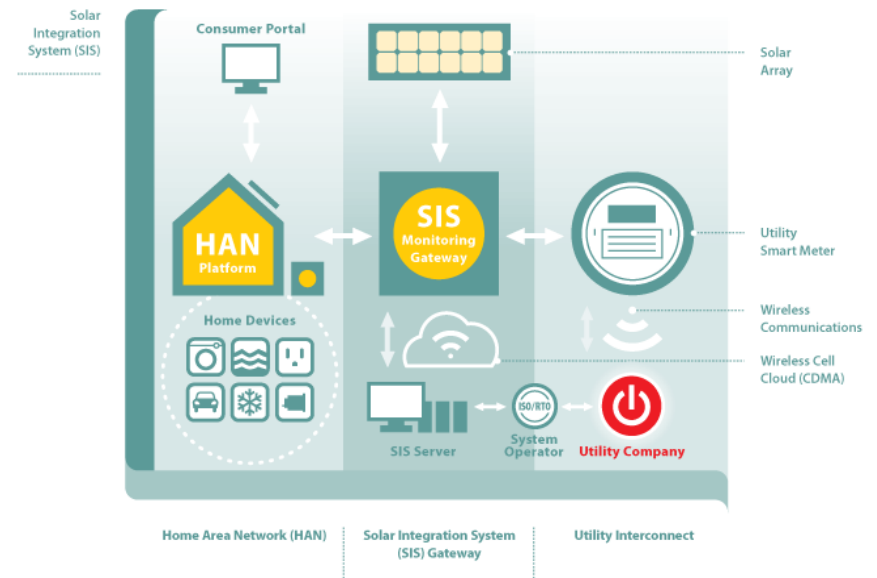 Solar
Integration
System (SIS)
Consumer Portal
Solar
Array
HAN
Platform
SIS
Monitoring
Gateway
Utility
Smart Meter
Home Devices
Wireless
Communications
Wireless Cell
Cloud (CDMA)
SIS Server
ISO/RTO
System
Operator
Utility Company
Home Area Network (HAN)
Solar Integration System
(SIS) Gateway
Utility Interconnect